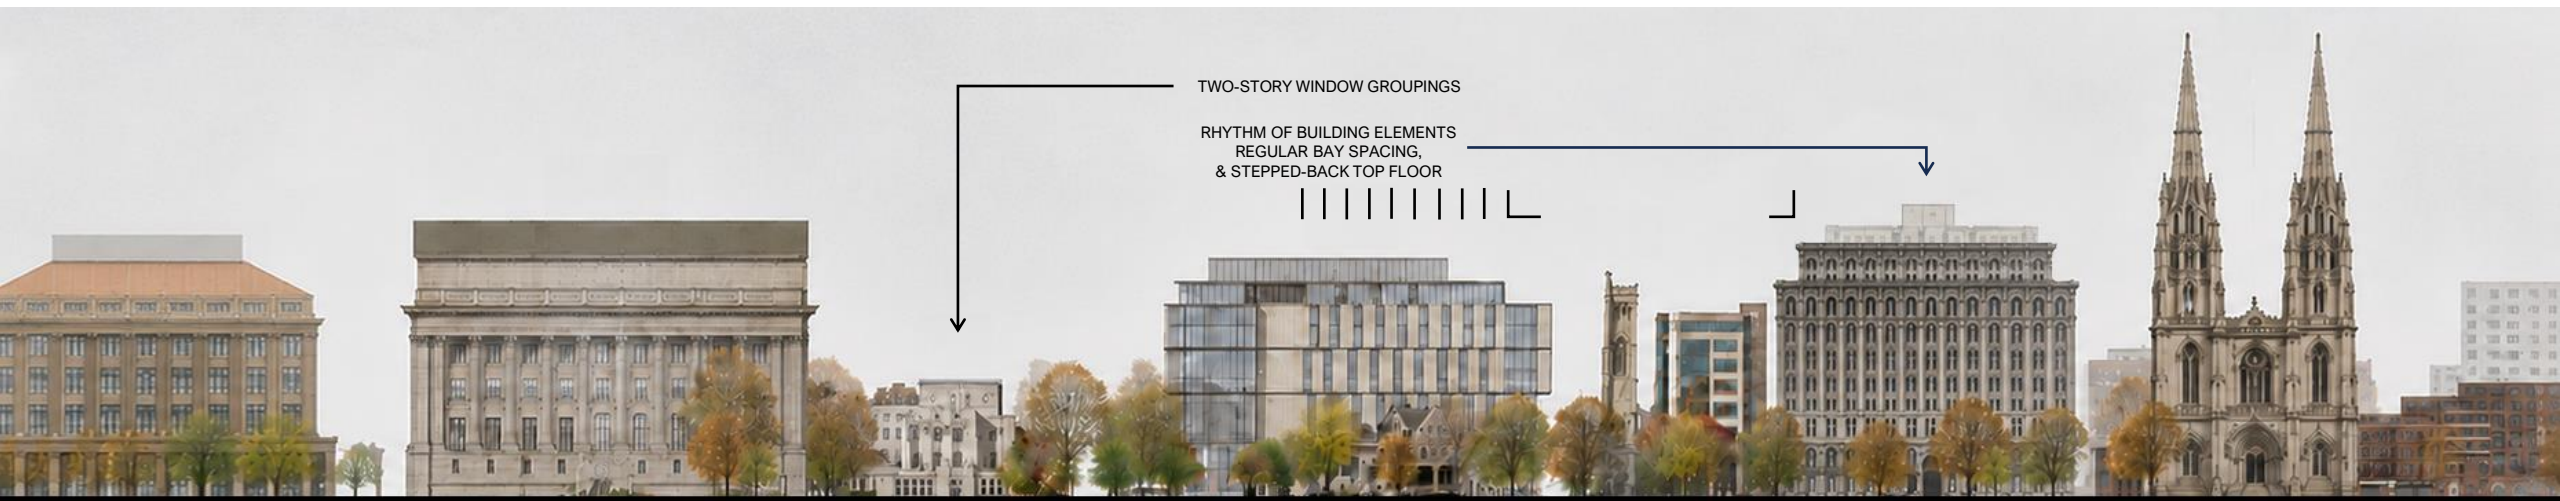 TWO-STORY WINDOW GROUPINGS
RHYTHM OF BUILDING ELEMENTS
REGULAR BAY SPACING,
& STEPPED-BACK TOP FLOOR